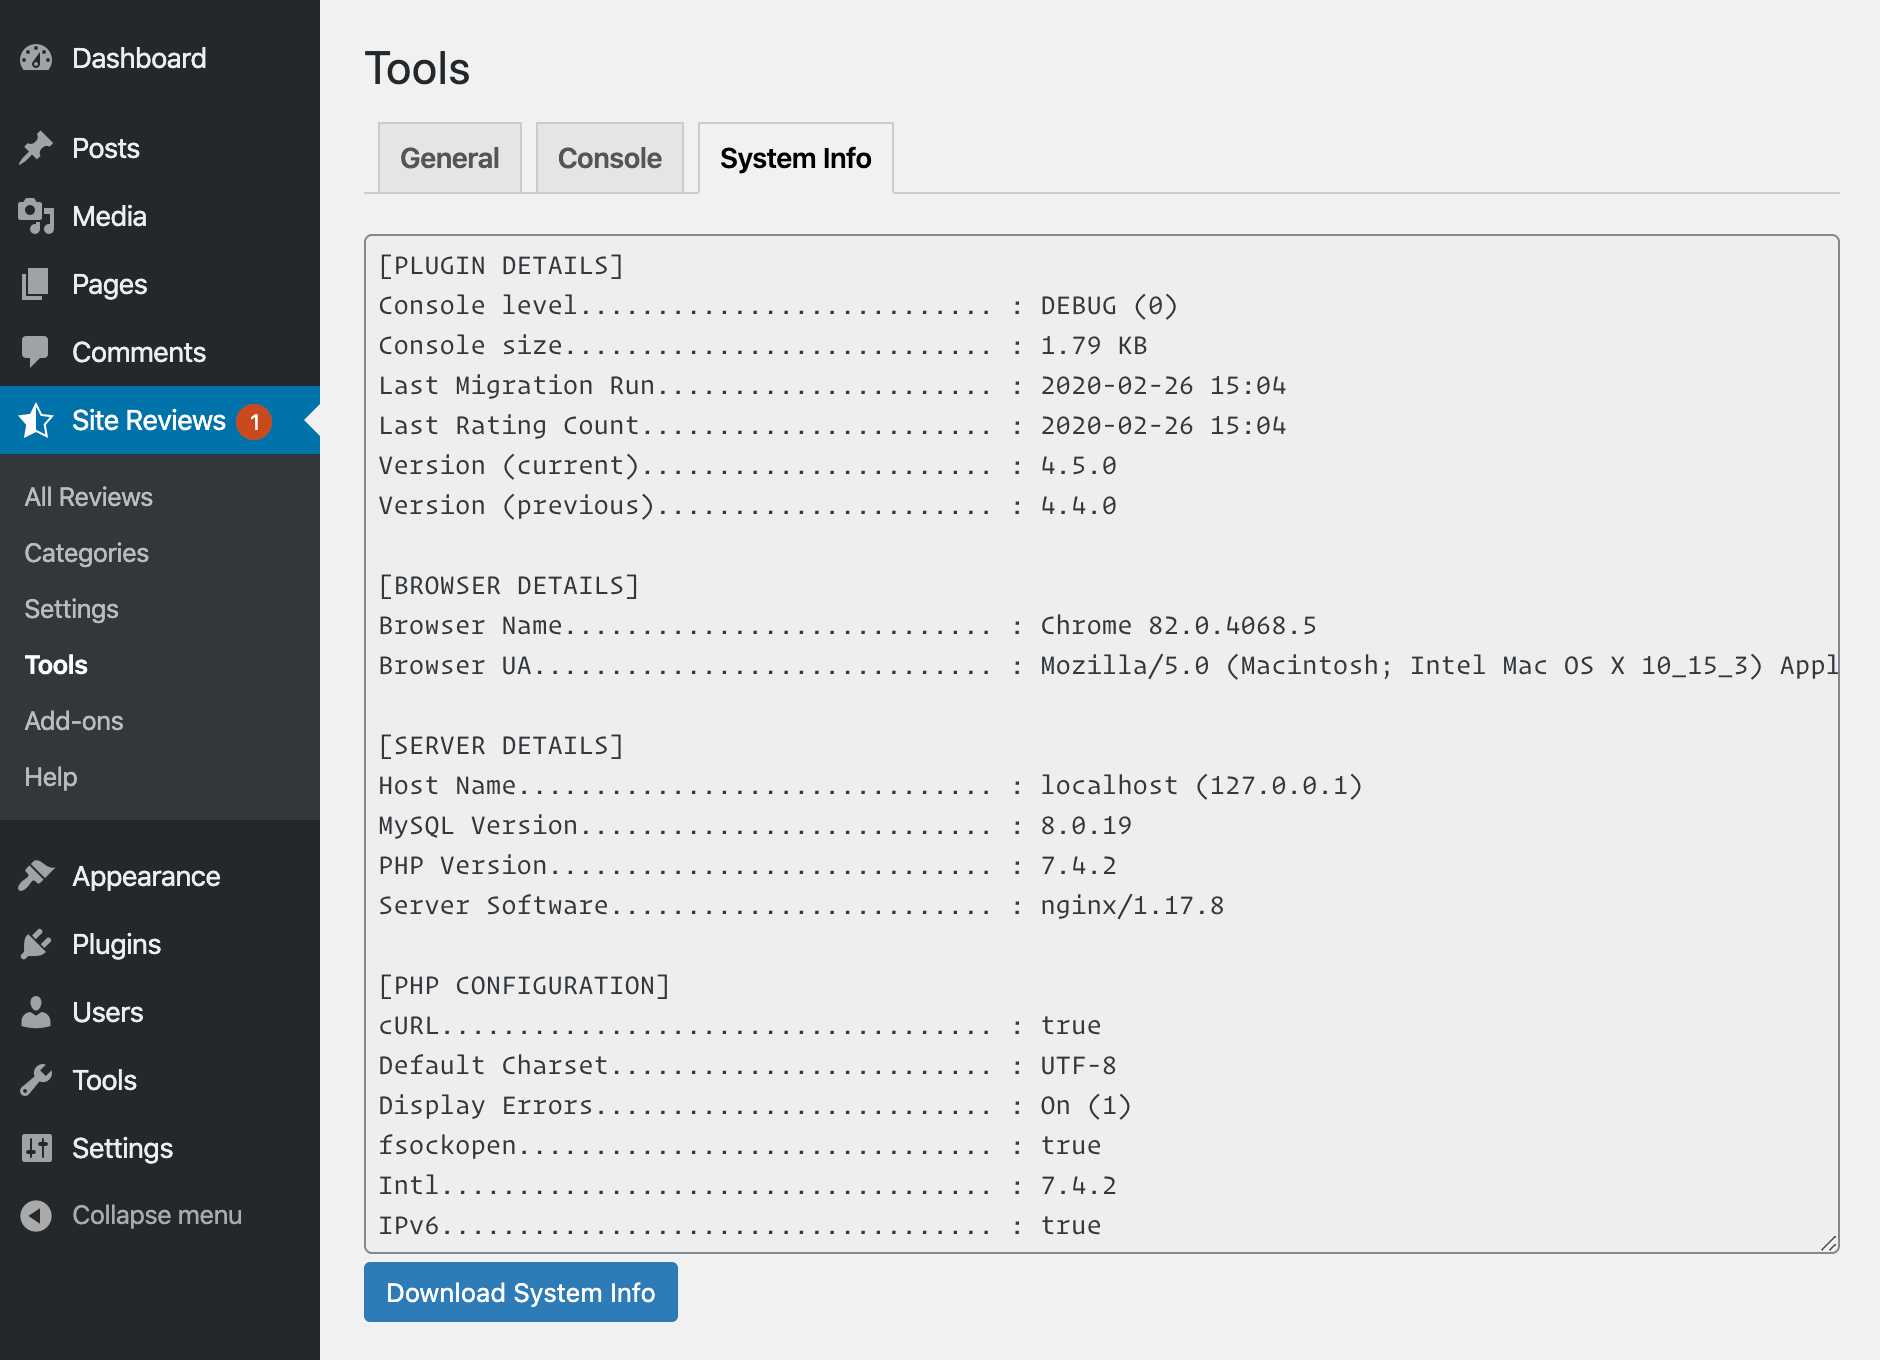 Dashboard
Posts
Media
Pages
Comments
Site Reviews 1
All Reviews
Categories
Settings
Tools
Add-ons
Help
Appearance
Plugins
Users
Tools
Settings
Collapse menu
Tools
General Console System Info
[PLUGIN DETAILS]
Console level........................... : DEBUG (0)
Console size............................ : 1.79 KB
Last Migration Run...................... : 2020-02-26 15:04
Last Rating Count....................... : 2020-02-26 15:04
Version (current)....................... : 4.5.0
Version (previous)...................... : 4.4.0
[BROWSER DETAILS]
Browser Name............................ : Chrome 82.0.4068.5
Browser UA.............................. : Mozilla/5.0 (Macintosh; Intel Mac OS X 10_15_3) Appl
[SERVER DETAILS]
Host Name............................... : localhost (127.0.0.1)
MySQL Version........................... : 8.0.19
PHP Version............................. : 7.4.2
Server Software......................... : nginx/1.17.8
[PHP CONFIGURATION]
cURL.................................... : true
Default Charset......................... : UTF-8
Display Errors.......................... : On (1)
fsockopen............................... : true
Intl.................................... : 7.4.2
IPv6.................................... : true
Download System Info